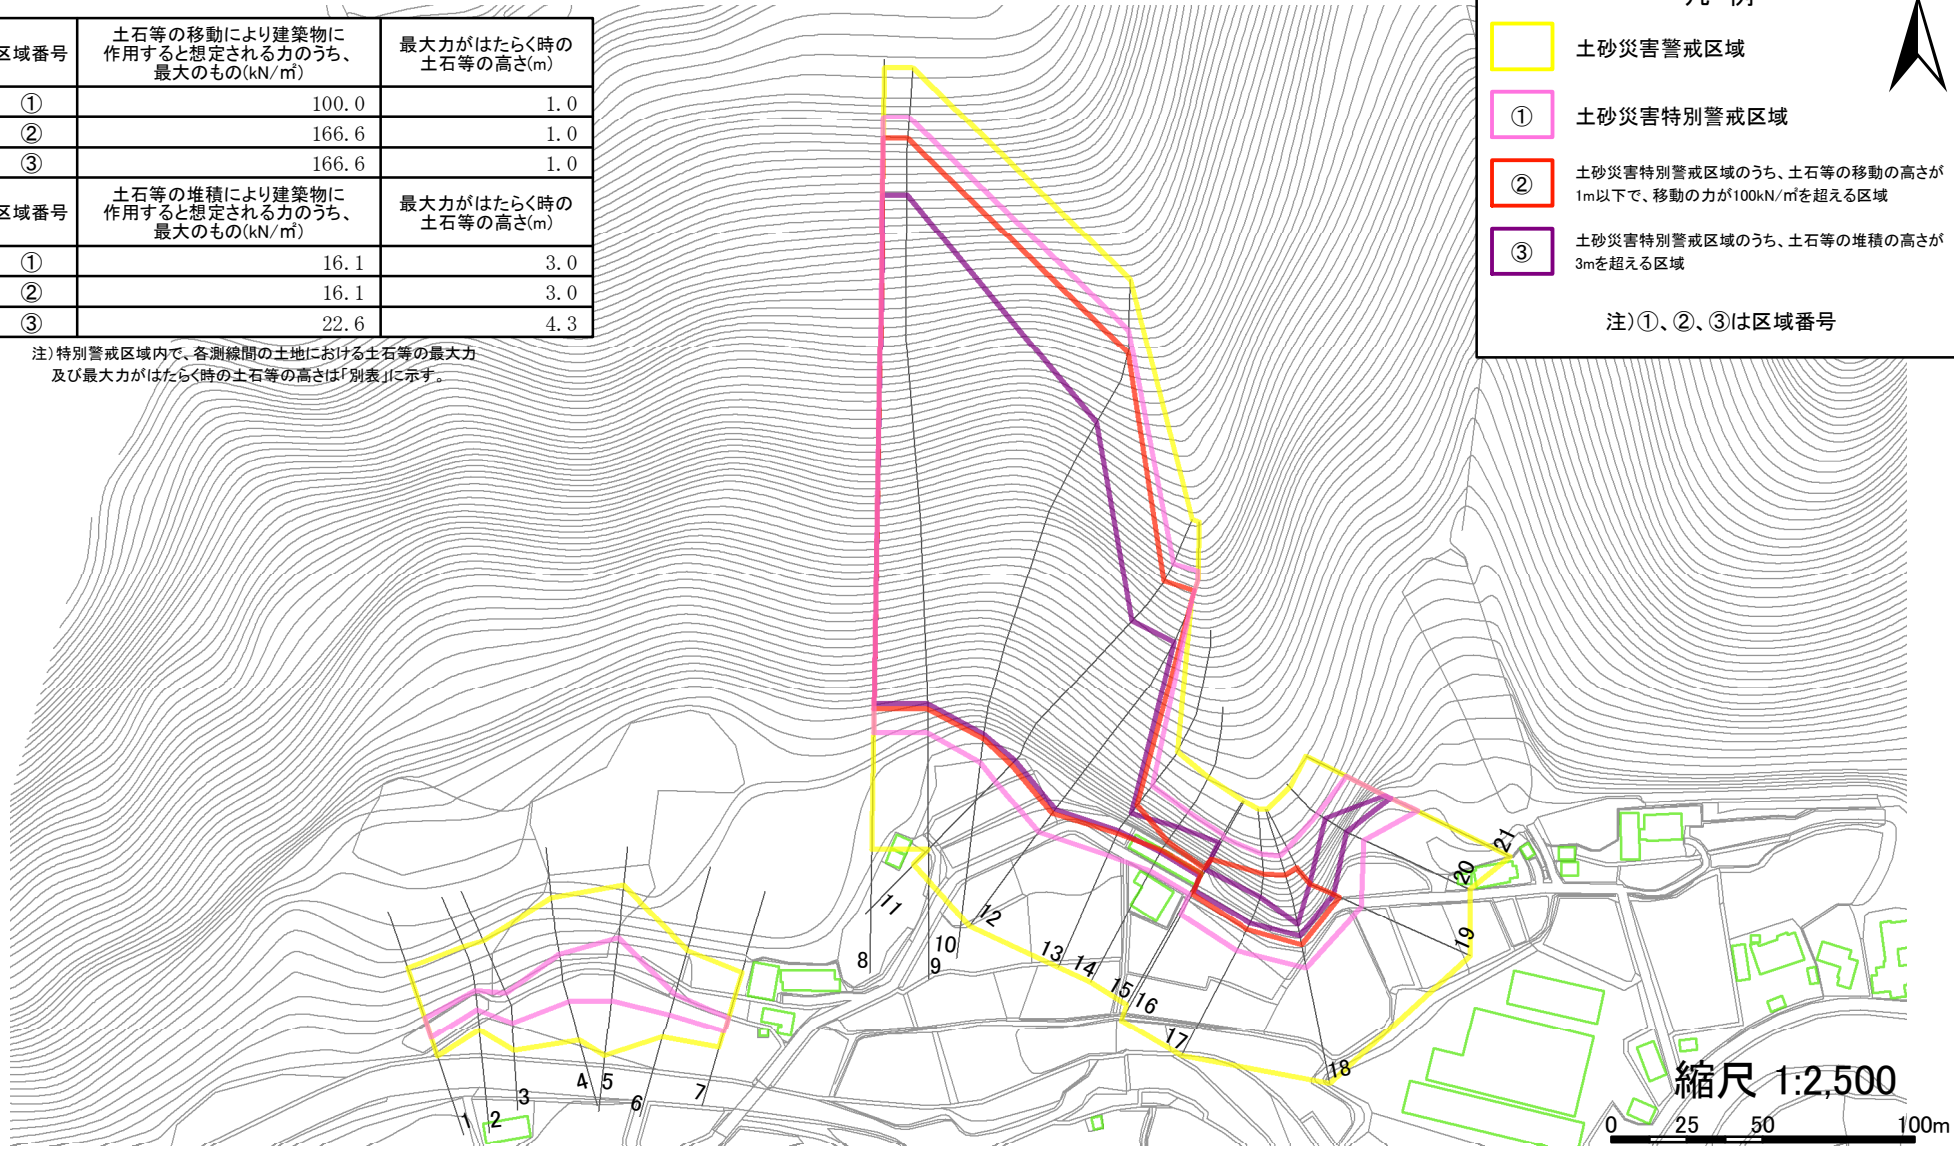 区域番号
土石等の移動により建築物に
作用すると想定される力のうち、
最大のもの(kN/㎡)
最大力がはたらく時の
土石等の高さ(m)
① 100.0 1.0
② 166.6 1.0
③ 166.6 1.0
区域番号
土石等の堆積により建築物に
作用すると想定される力のうち、
最大のもの(kN/㎡)
最大力がはたらく時の
土石等の高さ(m)
① 16.1 3.0
② 16.1 3.0
③ 22.6 4.3
注)特別警戒区域内で、各測線間の土地における土石等の最大力
及び最大力がはたらく時の土石等の高さは「別表」に示す。
凡 例
土砂災害警戒区域
① 土砂災害特別警戒区域
② 土砂災害特別警戒区域のうち、土石等の移動の高さが
1m以下で、移動の力が100kN/㎡を超える区域
③ 土砂災害特別警戒区域のうち、土石等の堆積の高さが
3mを超える区域
注)①、②、③は区域番号
1
2
3
4
5
6
7
8
9
10
11
12
13
14
15
16
17
18
19
20
21
縮尺 1:2,500
0 25 50 100m